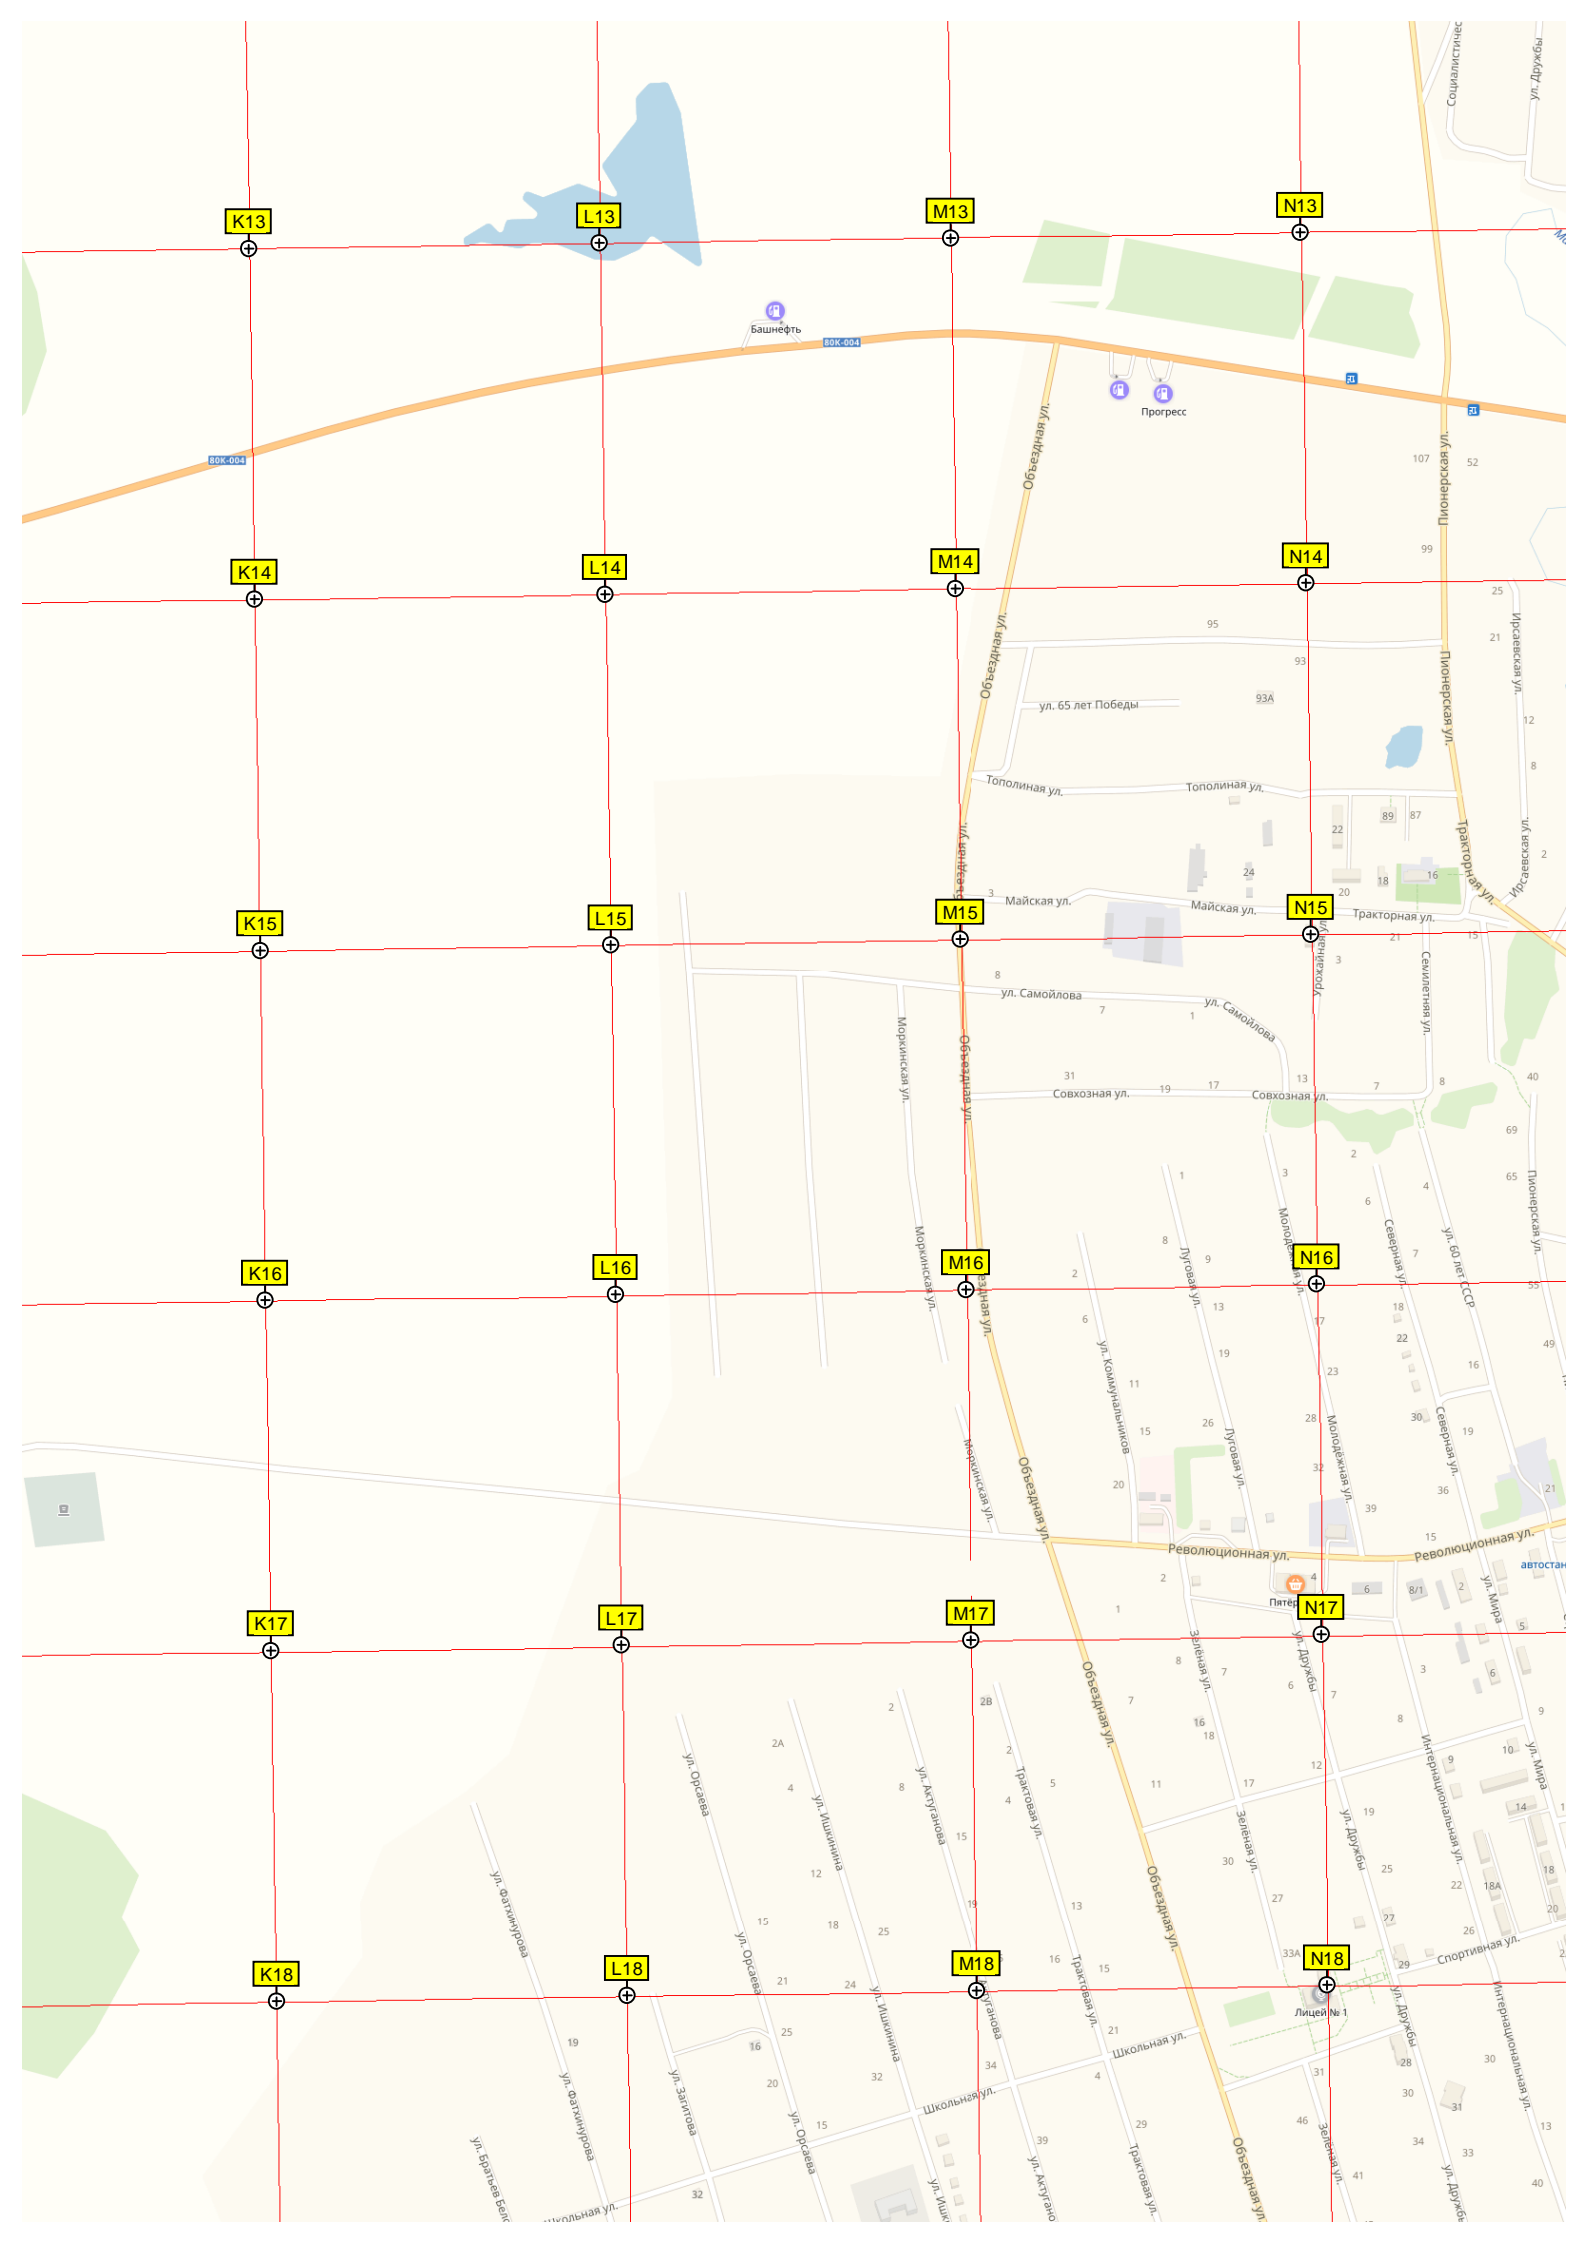 ул. Дружбы
K13
L13
M13
N13
Башнефть
80К-004
Прогресс
Объездная ул.
80К-004
107
52
Пионерская ул.
99
K14
L14
M14
N14
25
Ирсаевская ул.
21
95
93
Объездная ул.
Пионерская ул.
93А
ул. 65 лет Победы
12
8
Тополиная ул.
Тополиная ул.
89
87
22
Тракторная ул.
Ирсаевская ул.
2
24
18
16
20
3
Майская ул.
Майская ул.
Тракторная ул.
K15
L15
M15
N15
21
15
Урожайная ул.
3
Семилетняя ул.
8
ул. Самойлова
ул. Самойлова
7
1
Моркинская ул.
Объездная ул.
31
19
17
13
7
8
40
Совхозная ул.
Совхозная ул.
69
2
1
3
4
65
6
Пионерская ул.
8
9
7
Луговая ул.
Северная ул.
ул. 60 лет СССР
Моркинская ул.
K16
L16
M16
N16
2
55
6
13
17
18
22
49
19
16
23
11
ул. Коммунальников
15
26
28
30
19
Луговая ул.
Молодёжная ул.
Северная ул.
Моркинская ул.
Объездная ул.
20
32
36
39
21
15
Революционная ул.
Революционная ул.
2
4
6
8/1
2
ул. Мира
1
K17
L17
M17
N17
5
Зелёная ул.
ул. Дружбы
8
7
6
7
3
6
Объездная ул.
7
2В
2
16
18
8
9
2А
2
12
9
10
ул. Мира
4
8
4
5
11
17
ул. Орсаева
ул. Ишкинина
ул. Актуганова
Трактовая ул.
19
14
Интернациональная ул.
15
Зелёная ул.
ул. Дружбы
12
30
25
18
22
18А
ул. Фатхинурова
15
18
25
19
13
27
27
26
20
Объездная ул.
ул. Орсаева
33А
Спортивная ул.
K18
L18
M18
N18
21
24
16
15
29
Трактовая ул.
Лицей № 1
ул. Ишкинина
ул. Дружбы
Интернациональная ул.
19
25
16
21
Школьная ул.
34
4
32
20
31
28
30
30
31
46
ул. Фатхинурова
ул. Загитова
Школьная ул.
15
29
13
34
33
39
ул. Орсаева
Зелёная ул.
41
40
Объездная ул.
Трактовая ул.
32